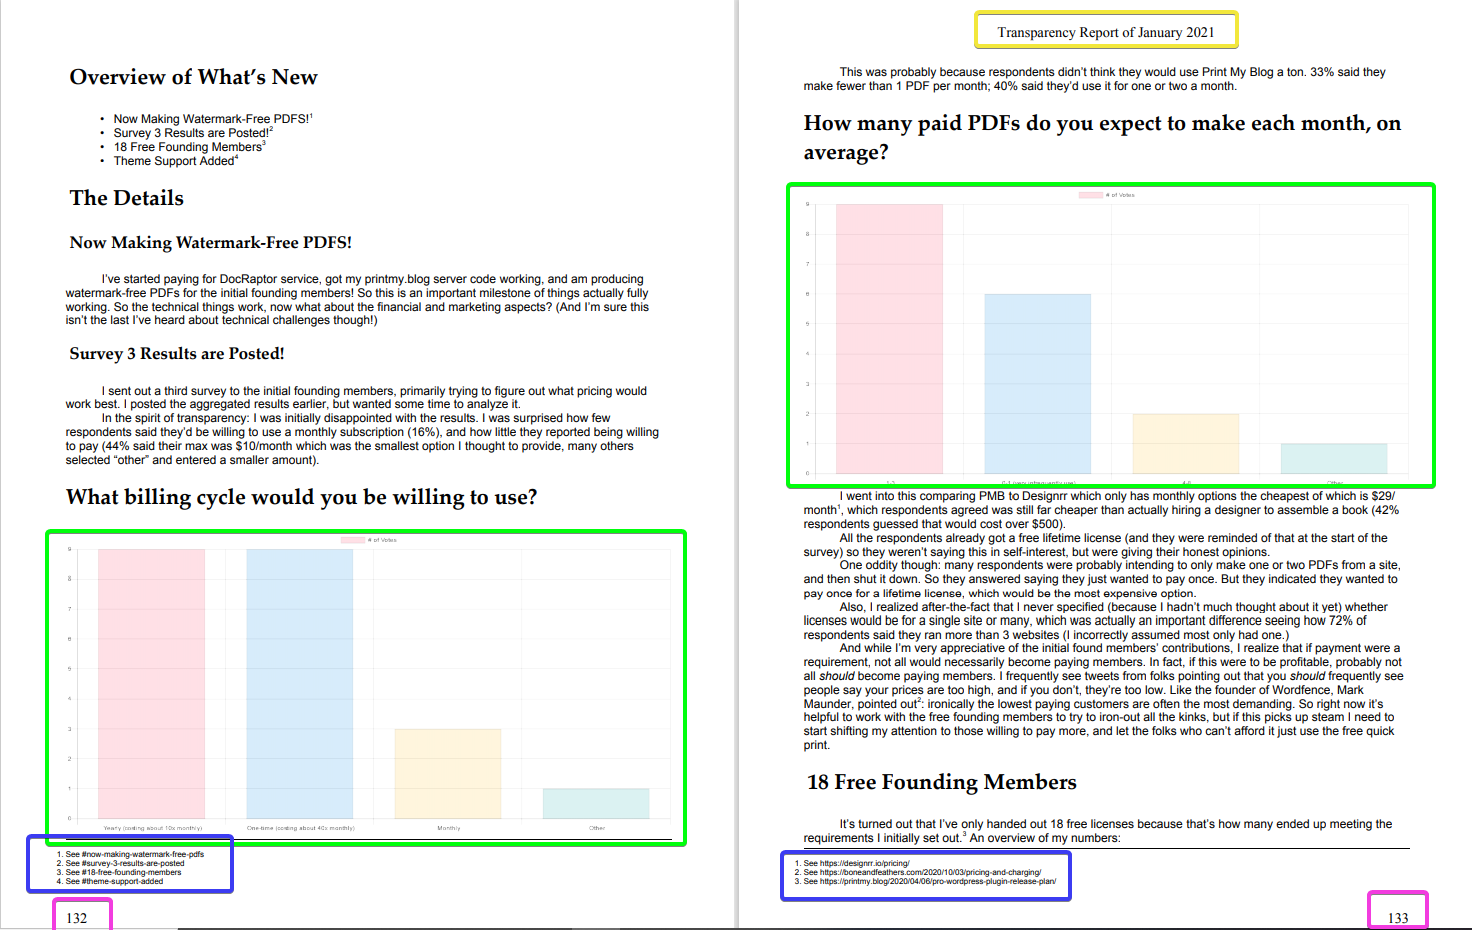 Overview of What's New
• Now Making Watermark-Free PDFS!¹
• Survey 3 Results are Posted!²
• 18 Free Founding Members³
• Theme Support Added⁴
The Details
Now Making Watermark-Free PDFS!
I've started paying for DocRaptor service, got my printmy.blog server code working, and am producing
watermark-free PDFs for the initial founding members! So this is an important milestone of things actually fully
working. So the technical things work, now what about the financial and marketing aspects? (And I'm sure this
isn't the last I've heard about technical challenges though!)
Survey 3 Results are Posted!
I sent out a third survey to the initial founding members, primarily trying to figure out what pricing would
work best. I posted the aggregated results earlier, but wanted some time to analyze it.
In the spirit of transparency: I was initially disappointed with the results. I was surprised how few
respondents said they'd be willing to use a monthly subscription (16%), and how little they reported being willing
to pay (44% said their max was $10/month which was the smallest option I thought to provide, many others
selected "other" and entered a smaller amount).
What billing cycle would you be willing to use?
# of Votes
9
8
7
6
5
4
3
2
1
0
Yearly (costing about 10x monthly)
One-time (costing about 40x monthly)
Monthly
Other
1. See #now-making-watermark-free-pdfs
2. See #survey-3-results-are-posted
3. See #18-free-founding-members
4. See #theme-support-added
132
Transparency Report of January 2021
This was probably because respondents didn't think they would use Print My Blog a ton. 33% said they
make fewer than 1 PDF per month; 40% said they'd use it for one or two a month.
How many paid PDFs do you expect to make each month, on
average?
# of Votes
9
8
7
6
5
4
3
2
1
0
I went into this comparing PMB to Designrr which only has monthly options the cheapest of which is $29/
month¹, which respondents agreed was still far cheaper than actually hiring a designer to assemble a book (42%
respondents guessed that would cost over $500).
All the respondents already got a free lifetime license (and they were reminded of that at the start of the
survey) so they weren't saying this in self-interest, but were giving their honest opinions.
One oddity though: many respondents were probably intending to only make one or two PDFs from a site,
and then shut it down. So they answered saying they just wanted to pay once. But they indicated they wanted to
pay once for a lifetime license, which would be the most expensive option.
Also, I realized after-the-fact that I never specified (because I hadn't much thought about it yet) whether
licenses would be for a single site or many, which was actually an important difference seeing how 72% of
respondents said they ran more than 3 websites (I incorrectly assumed most only had one.)
And while I'm very appreciative of the initial found members' contributions, I realize that if payment were a
requirement, not all would necessarily become paying members. In fact, if this were to be profitable, probably not
all should become paying members. I frequently see tweets from folks pointing out that you should frequently see
people say your prices are too high, and if you don't, they're too low. Like the founder of Wordfence, Mark
Maunder, pointed out²: ironically the lowest paying customers are often the most demanding. So right now it's
helpful to work with the free founding members to try to iron-out all the kinks, but if this picks up steam I need to
start shifting my attention to those willing to pay more, and let the folks who can't afford it just use the free quick
print.
18 Free Founding Members
It's turned out that I've only handed out 18 free licenses because that's how many ended up meeting the
requirements I initially set out.³ An overview of my numbers:
1. See https://designrr.io/pricing/
2. See https://boneandfeathers.com/2020/10/03/pricing-and-charging/
3. See https://printmy.blog/2020/04/06/pro-wordpress-plugin-release-plan/
133